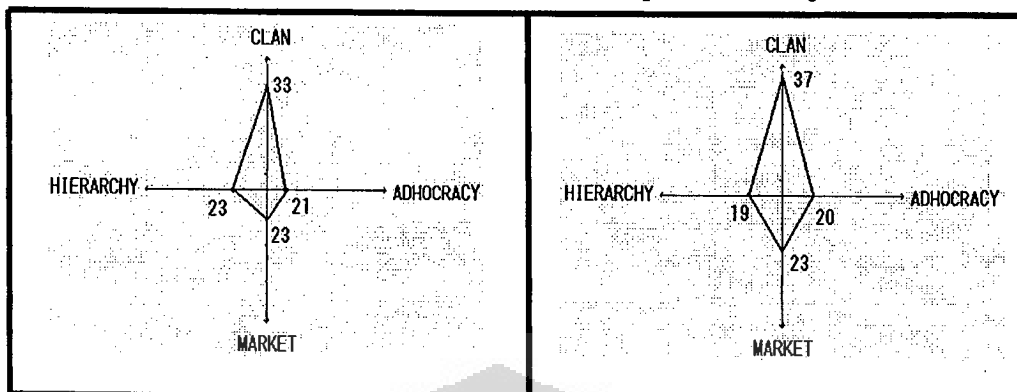 CLAN
33
HIERARCHY
ADHOCRACY
23
21
23
MARKET
CLAN
37
HIERARCHY
ADHOCRACY
19
20
23
MARKET